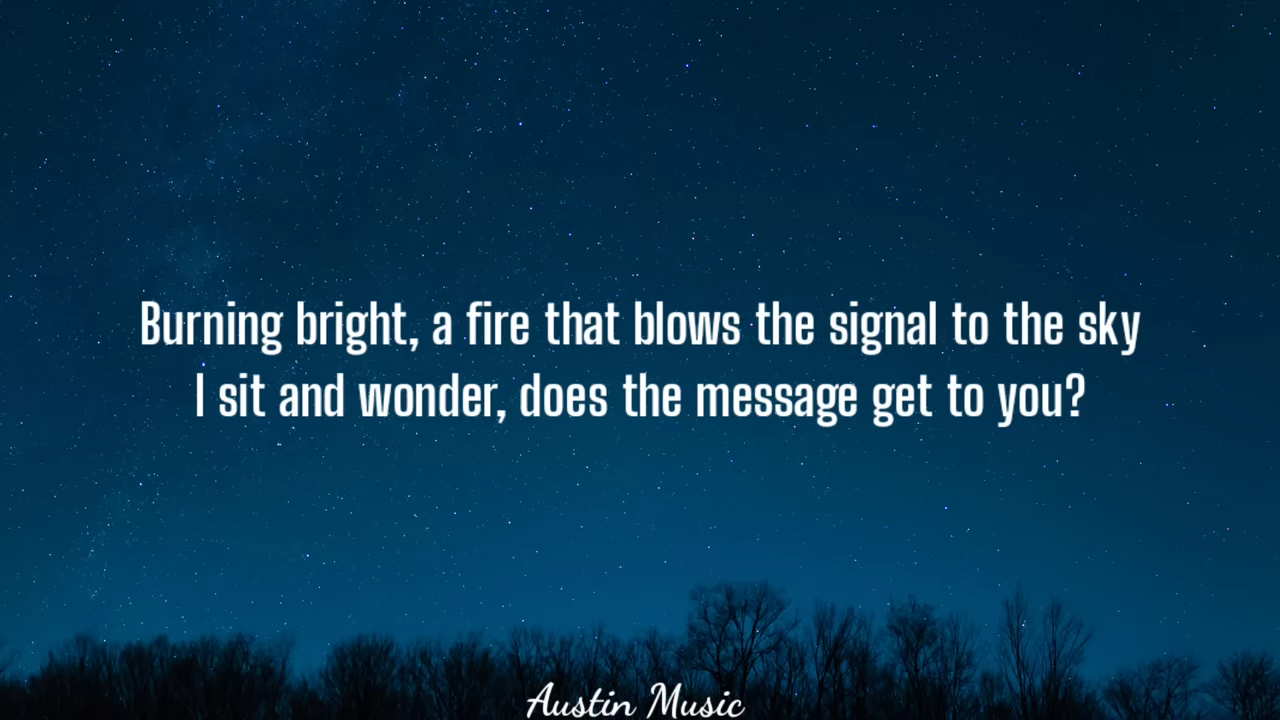 Burning bright, a fire that blows the signal to the sky
I sit and wonder, does the message get to you?
Austin Music